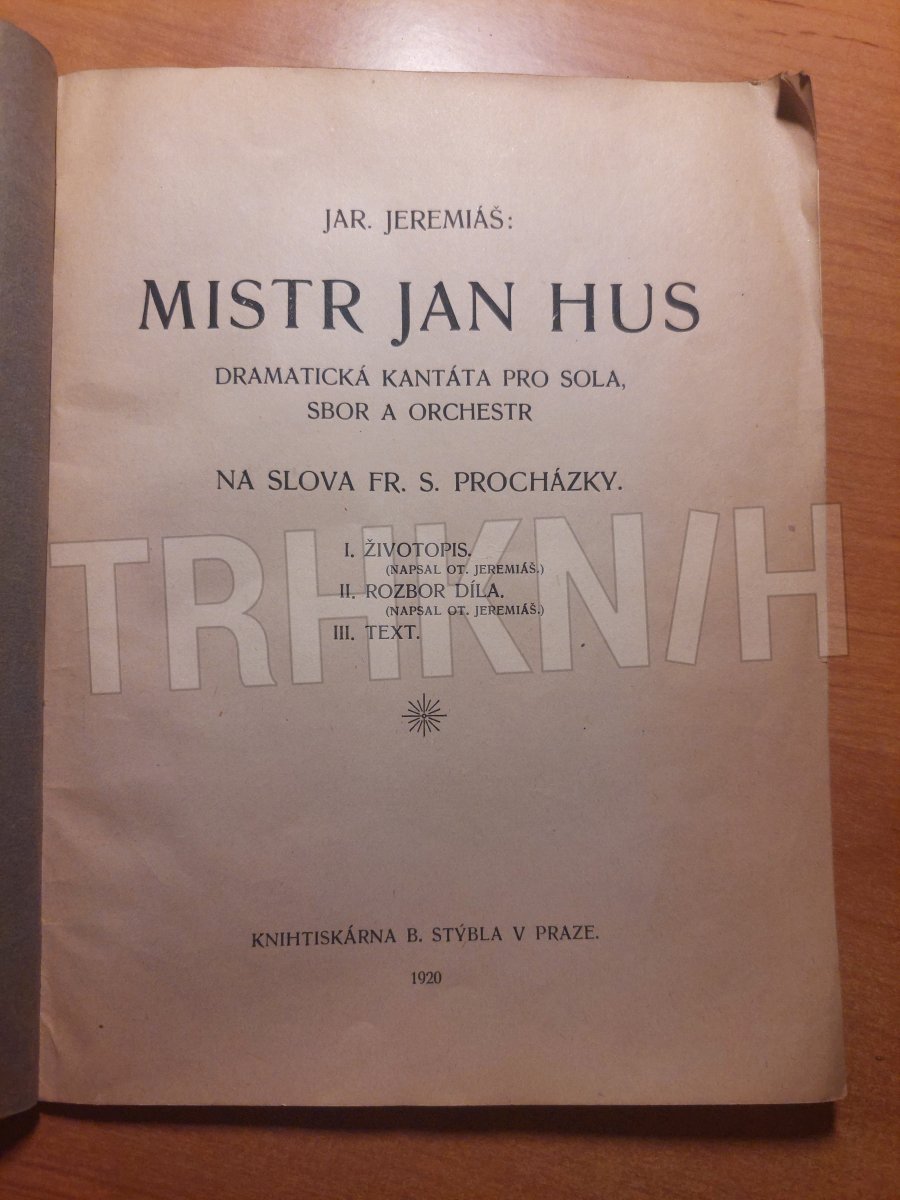 JAR. JEREMIÁŠ:
MISTR JAN HUS
DRAMATICKÁ KANTÁTA PRO SOLA,
SBOR A ORCHESTR
NA SLOVA FR. S. PROCHÁZKY.
I. ŽIVOTOPIS.
(NAPSAL OT. JEREMIÁŠ.)
II. ROZBOR DÍLA.
(NAPSAL OT. JEREMIÁŠ.)
III. TEXT.
TRHKN/H
KNIHTISKÁRNA B. STÝBLA V PRAZE.
1920